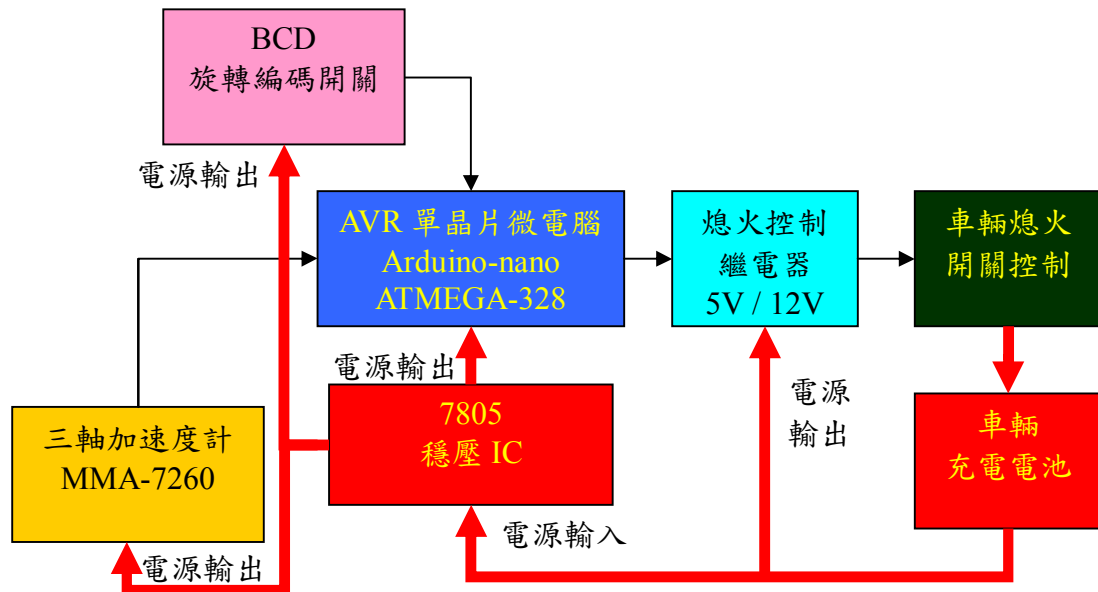 BCD
旋轉編碼開關
電源輸出
AVR 單晶片微電腦
Arduino-nano
ATMEGA-328
熄火控制
繼電器
5V / 12V
車輛熄火
開關控制
電源輸出
三軸加速度計
MMA-7260
7805
穩壓 IC
電源
輸出
車輛
充電電池
電源輸入
電源輸出